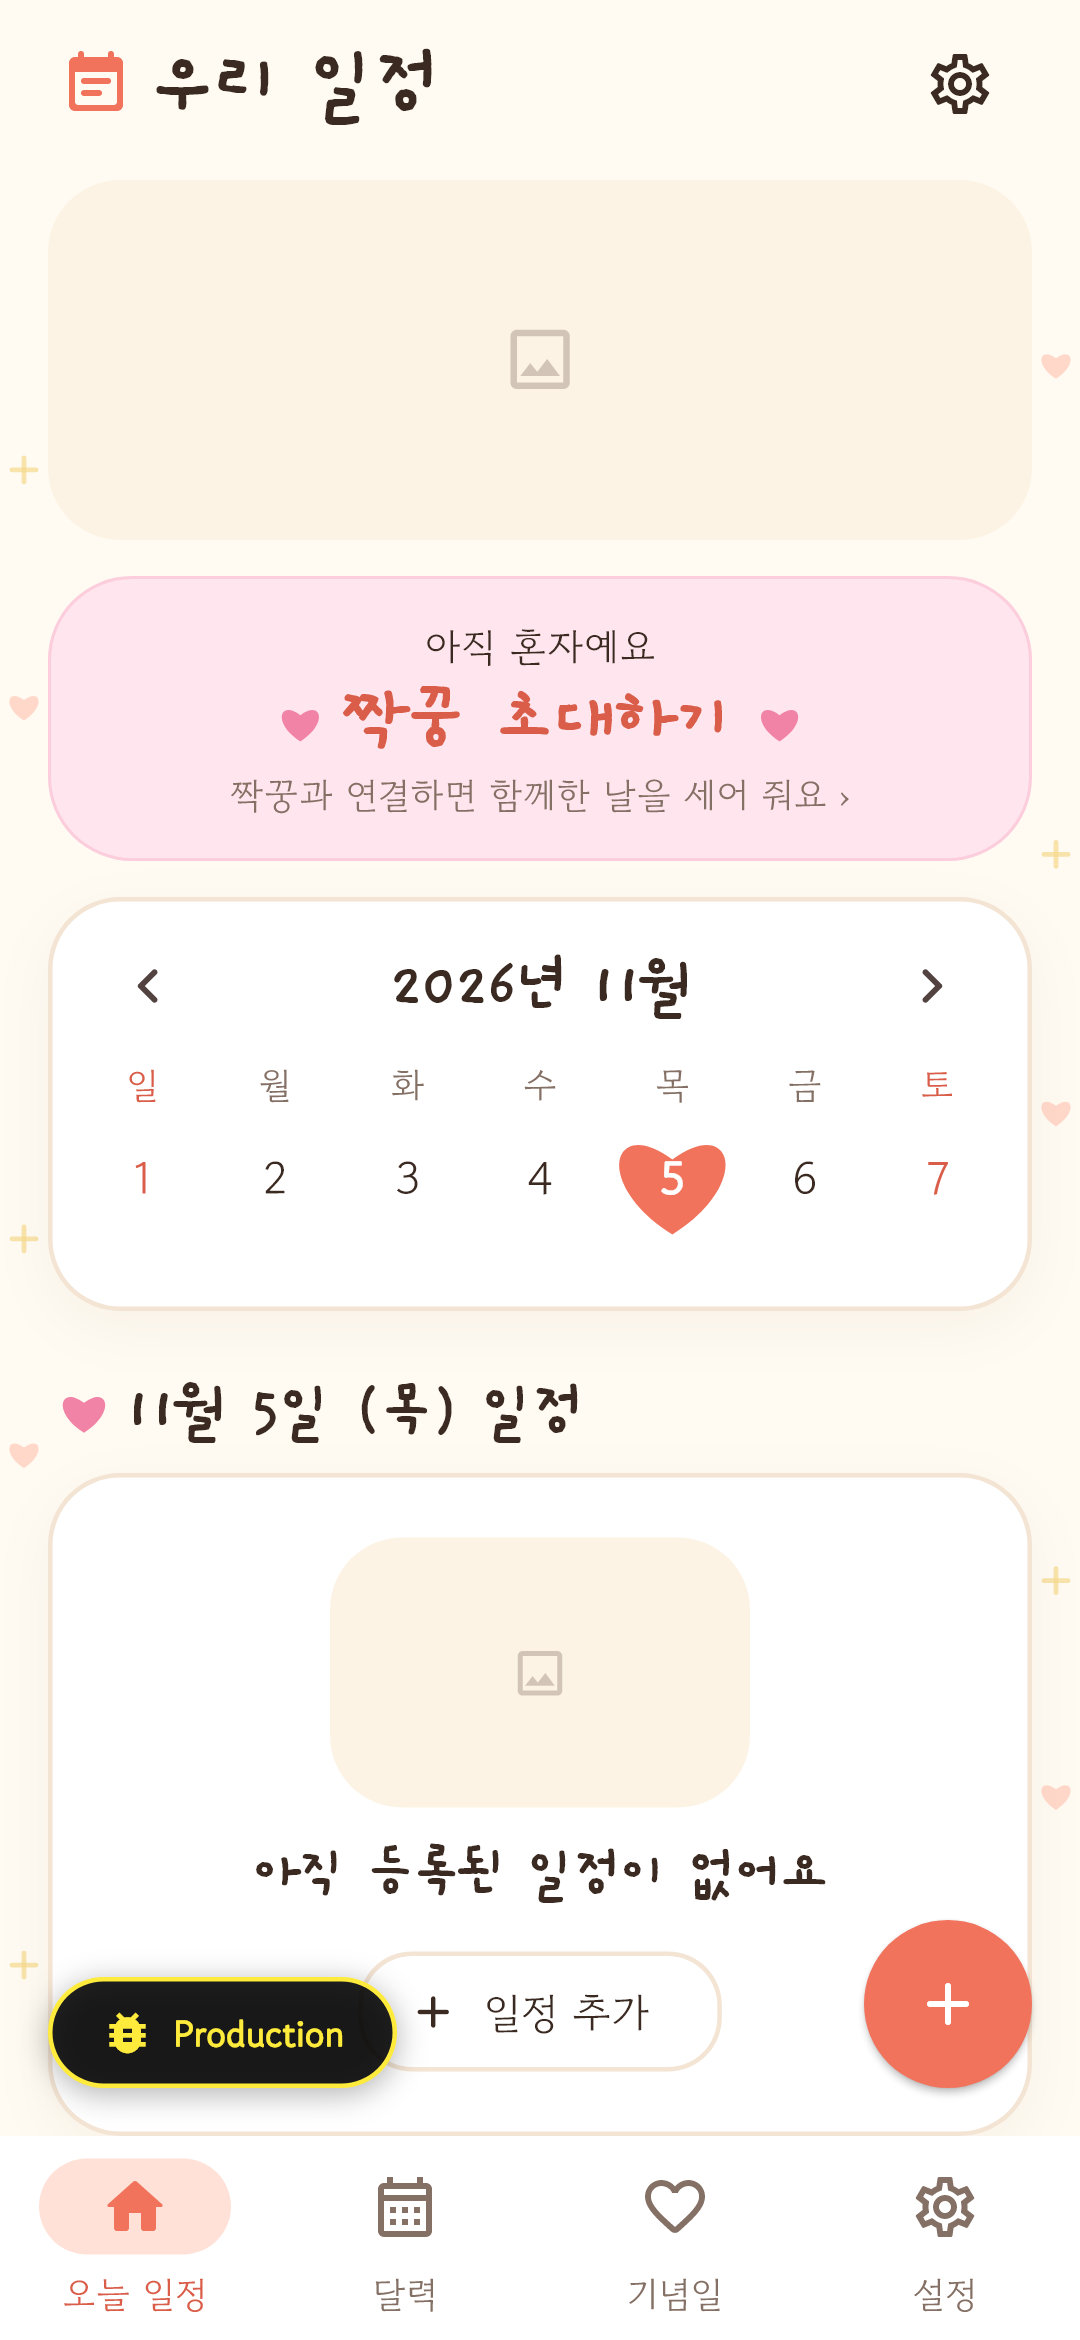 우리 일정
아직 혼자예요
짝꿍 초대하기
짝꿍과 연결하면 함께한 날을 세어 줘요 ›
2026년 11월
일 월 화 수 목 금 토
1 2 3 4 5 6 7
11월 5일 (목) 일정
아직 등록된 일정이 없어요
일정 추가
Production
오늘 일정 달력 기념일 설정